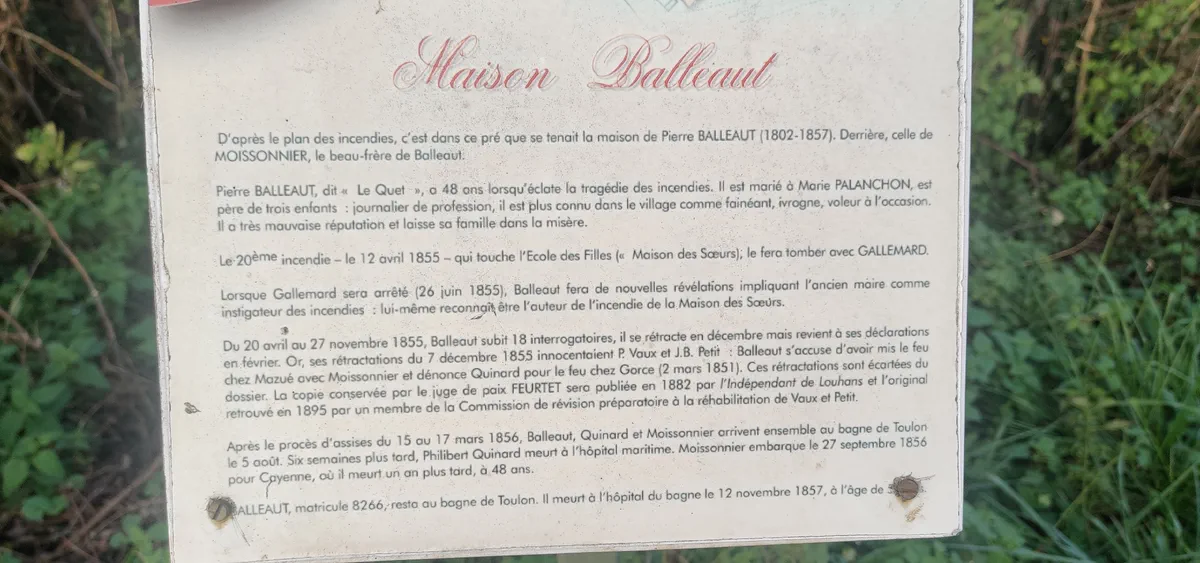 Maison Balleaut
D'après le plan des incendies, c'est dans ce pré que se tenait la maison de Pierre BALLEAUT (1802-1857). Derrière, celle de
MOISSONNIER, le beau-frère de Balleaut.
Pierre BALLEAUT, dit « Le Quet », a 48 ans lorsqu'éclate la tragédie des incendies. Il est marié à Marie PALANCHON, est
père de trois enfants : journalier de profession, il est plus connu dans le village comme fainéant, ivrogne, voleur à l'occasion.
Il a très mauvaise réputation et laisse sa famille dans la misère.
Le 20ème incendie – le 12 avril 1855 – qui touche l'Ecole des Filles (« Maison des Sœurs); le fera tomber avec GALLEMARD.
Lorsque Gallemard sera arrêté (26 juin 1855), Balleaut fera de nouvelles révélations impliquant l'ancien maire comme
instigateur des incendies : lui-même reconnaît être l'auteur de l'incendie de la Maison des Sœurs.
Du 20 avril au 27 novembre 1855, Balleaut subit 18 interrogatoires, il se rétracte en décembre mais revient à ses déclarations
en février. Or, ses rétractations du 7 décembre 1855 innocentaient P. Vaux et J.B. Petit : Balleaut s'accuse d'avoir mis le feu
chez Mazué avec Moissonnier et dénonce Quinard pour le feu chez Gorce (2 mars 1851). Ces rétractations sont écartées du
dossier. La copie conservée par le juge de paix FEURTET sera publiée en 1882 par l'Indépendant de Louhans et l'original
retrouvé en 1895 par un membre de la Commission de révision préparatoire à la réhabilitation de Vaux et Petit.
Après le procès d'assises du 15 au 17 mars 1856, Balleaut, Quinard et Moissonnier arrivent ensemble au bagne de Toulon
le 5 août. Six semaines plus tard, Philibert Quinard meurt à l'hôpital maritime. Moissonnier embarque le 27 septembre 1856
pour Cayenne, où il meurt un an plus tard, à 48 ans.
BALLEAUT, matricule 8266, resta au bagne de Toulon. Il meurt à l'hôpital du bagne le 12 novembre 1857, à l'âge de